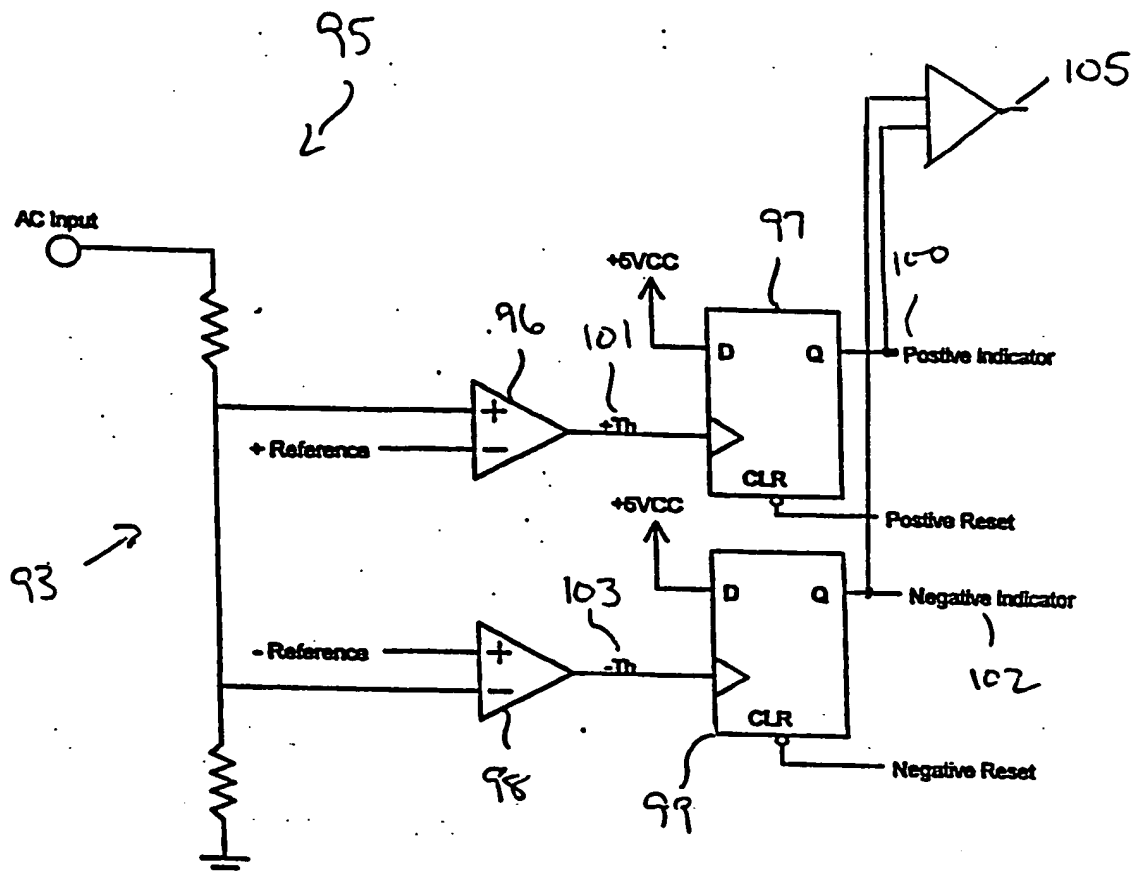 95
105
AC Input
97
+5VCC
100
96
101
D
Q
Postive Indicator
+
+Th
+ Reference
−
CLR
+5VCC
Postive Reset
93
103
D
Q
Negative Indicator
- Reference
+
-Th
102
−
CLR
98
Negative Reset
99